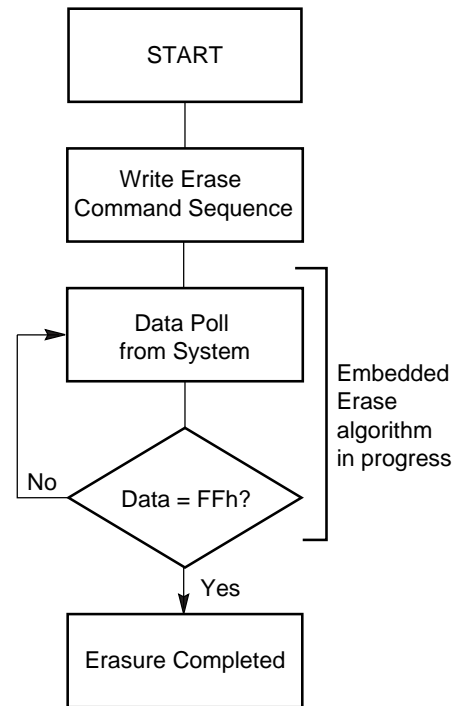 START
Write Erase
Command Sequence
Data Poll
from System
Embedded
Erase
algorithm
in progress
No
Data = FFh?
Yes
Erasure Completed